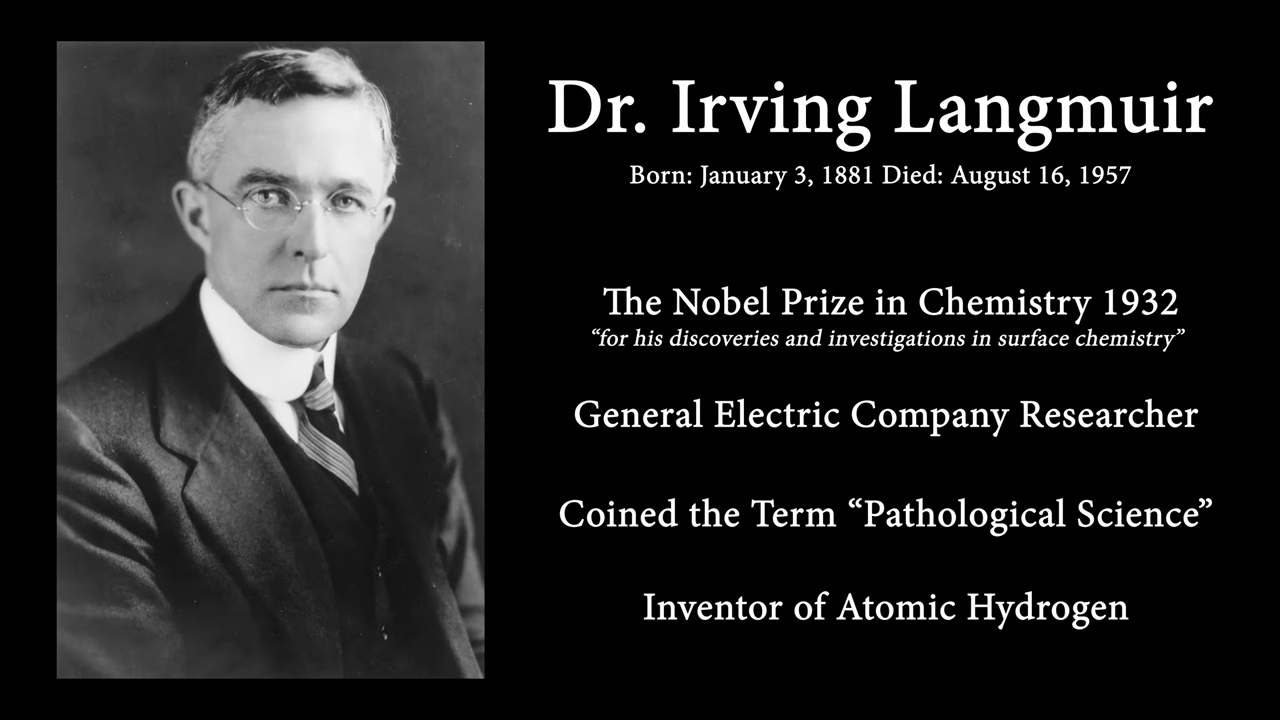 Dr. Irving Langmuir
Born: January 3, 1881 Died: August 16, 1957
The Nobel Prize in Chemistry 1932
“for his discoveries and investigations in surface chemistry”
General Electric Company Researcher
Coined the Term “Pathological Science”
Inventor of Atomic Hydrogen